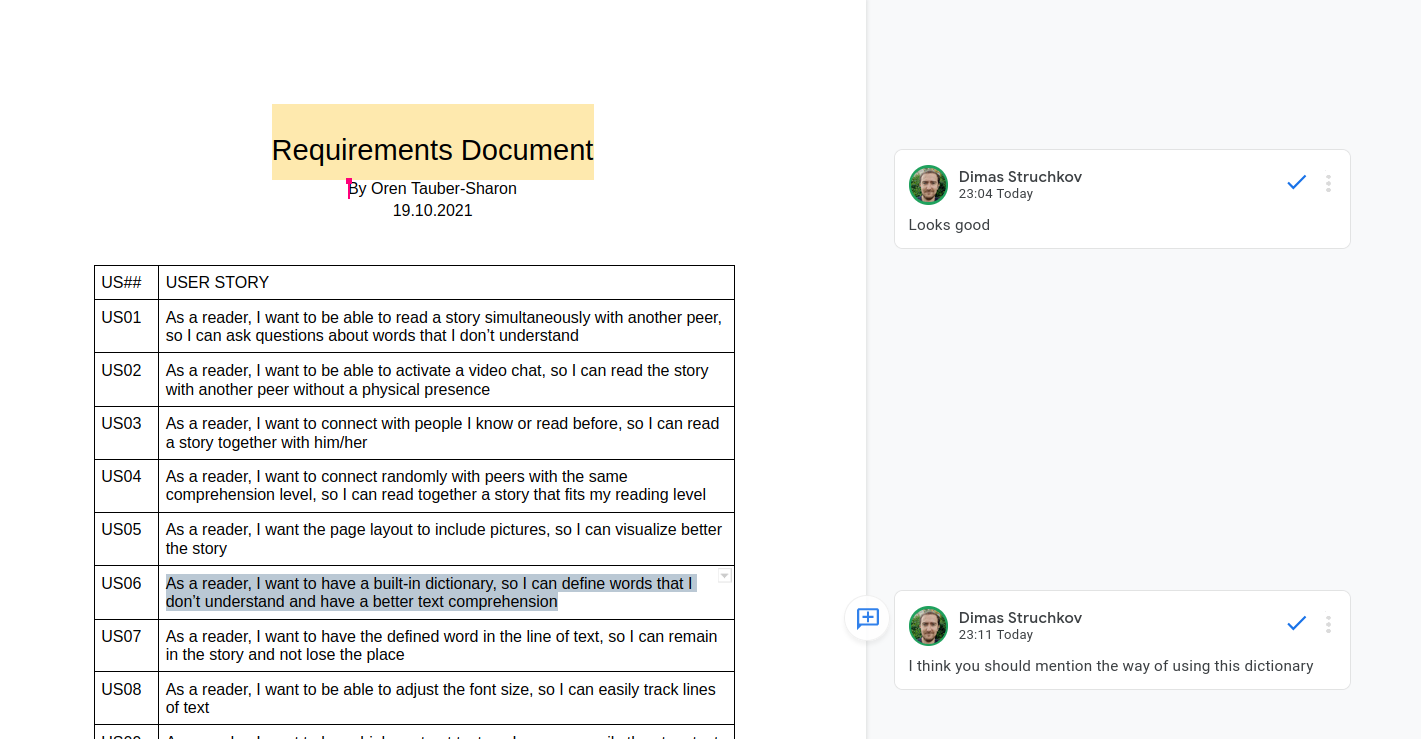 Requirements Document
By Oren Tauber-Sharon
19.10.2021
US## USER STORY
US01 As a reader, I want to be able to read a story simultaneously with another peer,
so I can ask questions about words that I don’t understand
US02 As a reader, I want to be able to activate a video chat, so I can read the story
with another peer without a physical presence
US03 As a reader, I want to connect with people I know or read before, so I can read
a story together with him/her
US04 As a reader, I want to connect randomly with peers with the same
comprehension level, so I can read together a story that fits my reading level
US05 As a reader, I want the page layout to include pictures, so I can visualize better
the story
US06 As a reader, I want to have a built-in dictionary, so I can define words that I
don’t understand and have a better text comprehension
US07 As a reader, I want to have the defined word in the line of text, so I can remain
in the story and not lose the place
US08 As a reader, I want to be able to adjust the font size, so I can easily track lines
of text
Dimas Struchkov
23:04 Today
Looks good
Dimas Struchkov
23:11 Today
I think you should mention the way of using this dictionary